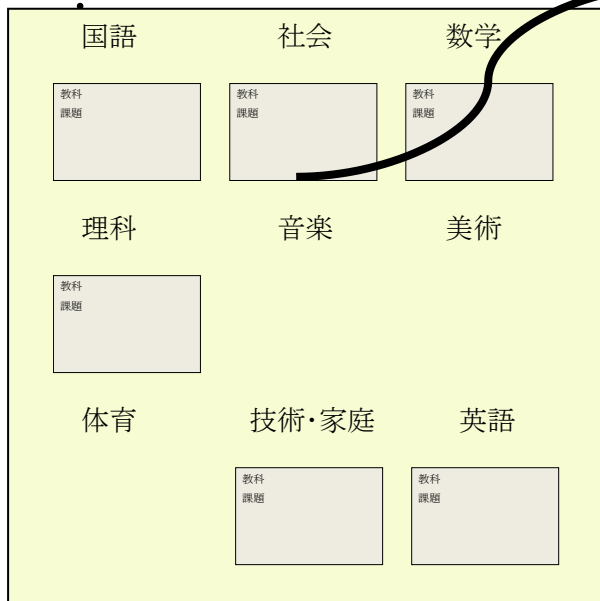 国語 社会 数学
教科 教科 教科
課題 課題 課題
理科 音楽 美術
教科
課題
体育 技術・家庭 英語
教科 教科
課題 課題